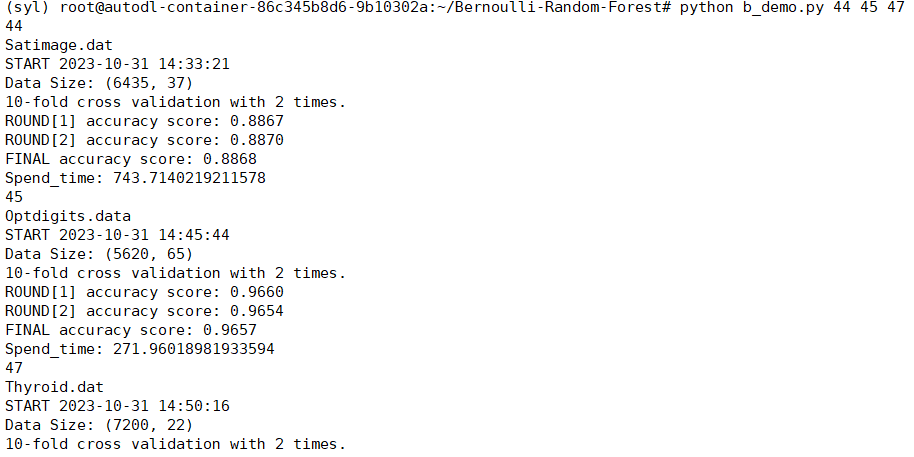 (syl) root@autodl-container-86c345b8d6-9b10302a:~/Bernoulli-Random-Forest# python b_demo.py 44 45 47
44
Satimage.dat
START 2023-10-31 14:33:21
Data Size: (6435, 37)
10-fold cross validation with 2 times.
ROUND[1] accuracy score: 0.8867
ROUND[2] accuracy score: 0.8870
FINAL accuracy score: 0.8868
Spend_time: 743.7140219211578
45
Optdigits.data
START 2023-10-31 14:45:44
Data Size: (5620, 65)
10-fold cross validation with 2 times.
ROUND[1] accuracy score: 0.9660
ROUND[2] accuracy score: 0.9654
FINAL accuracy score: 0.9657
Spend_time: 271.96018981933594
47
Thyroid.dat
START 2023-10-31 14:50:16
Data Size: (7200, 22)
10-fold cross validation with 2 times.